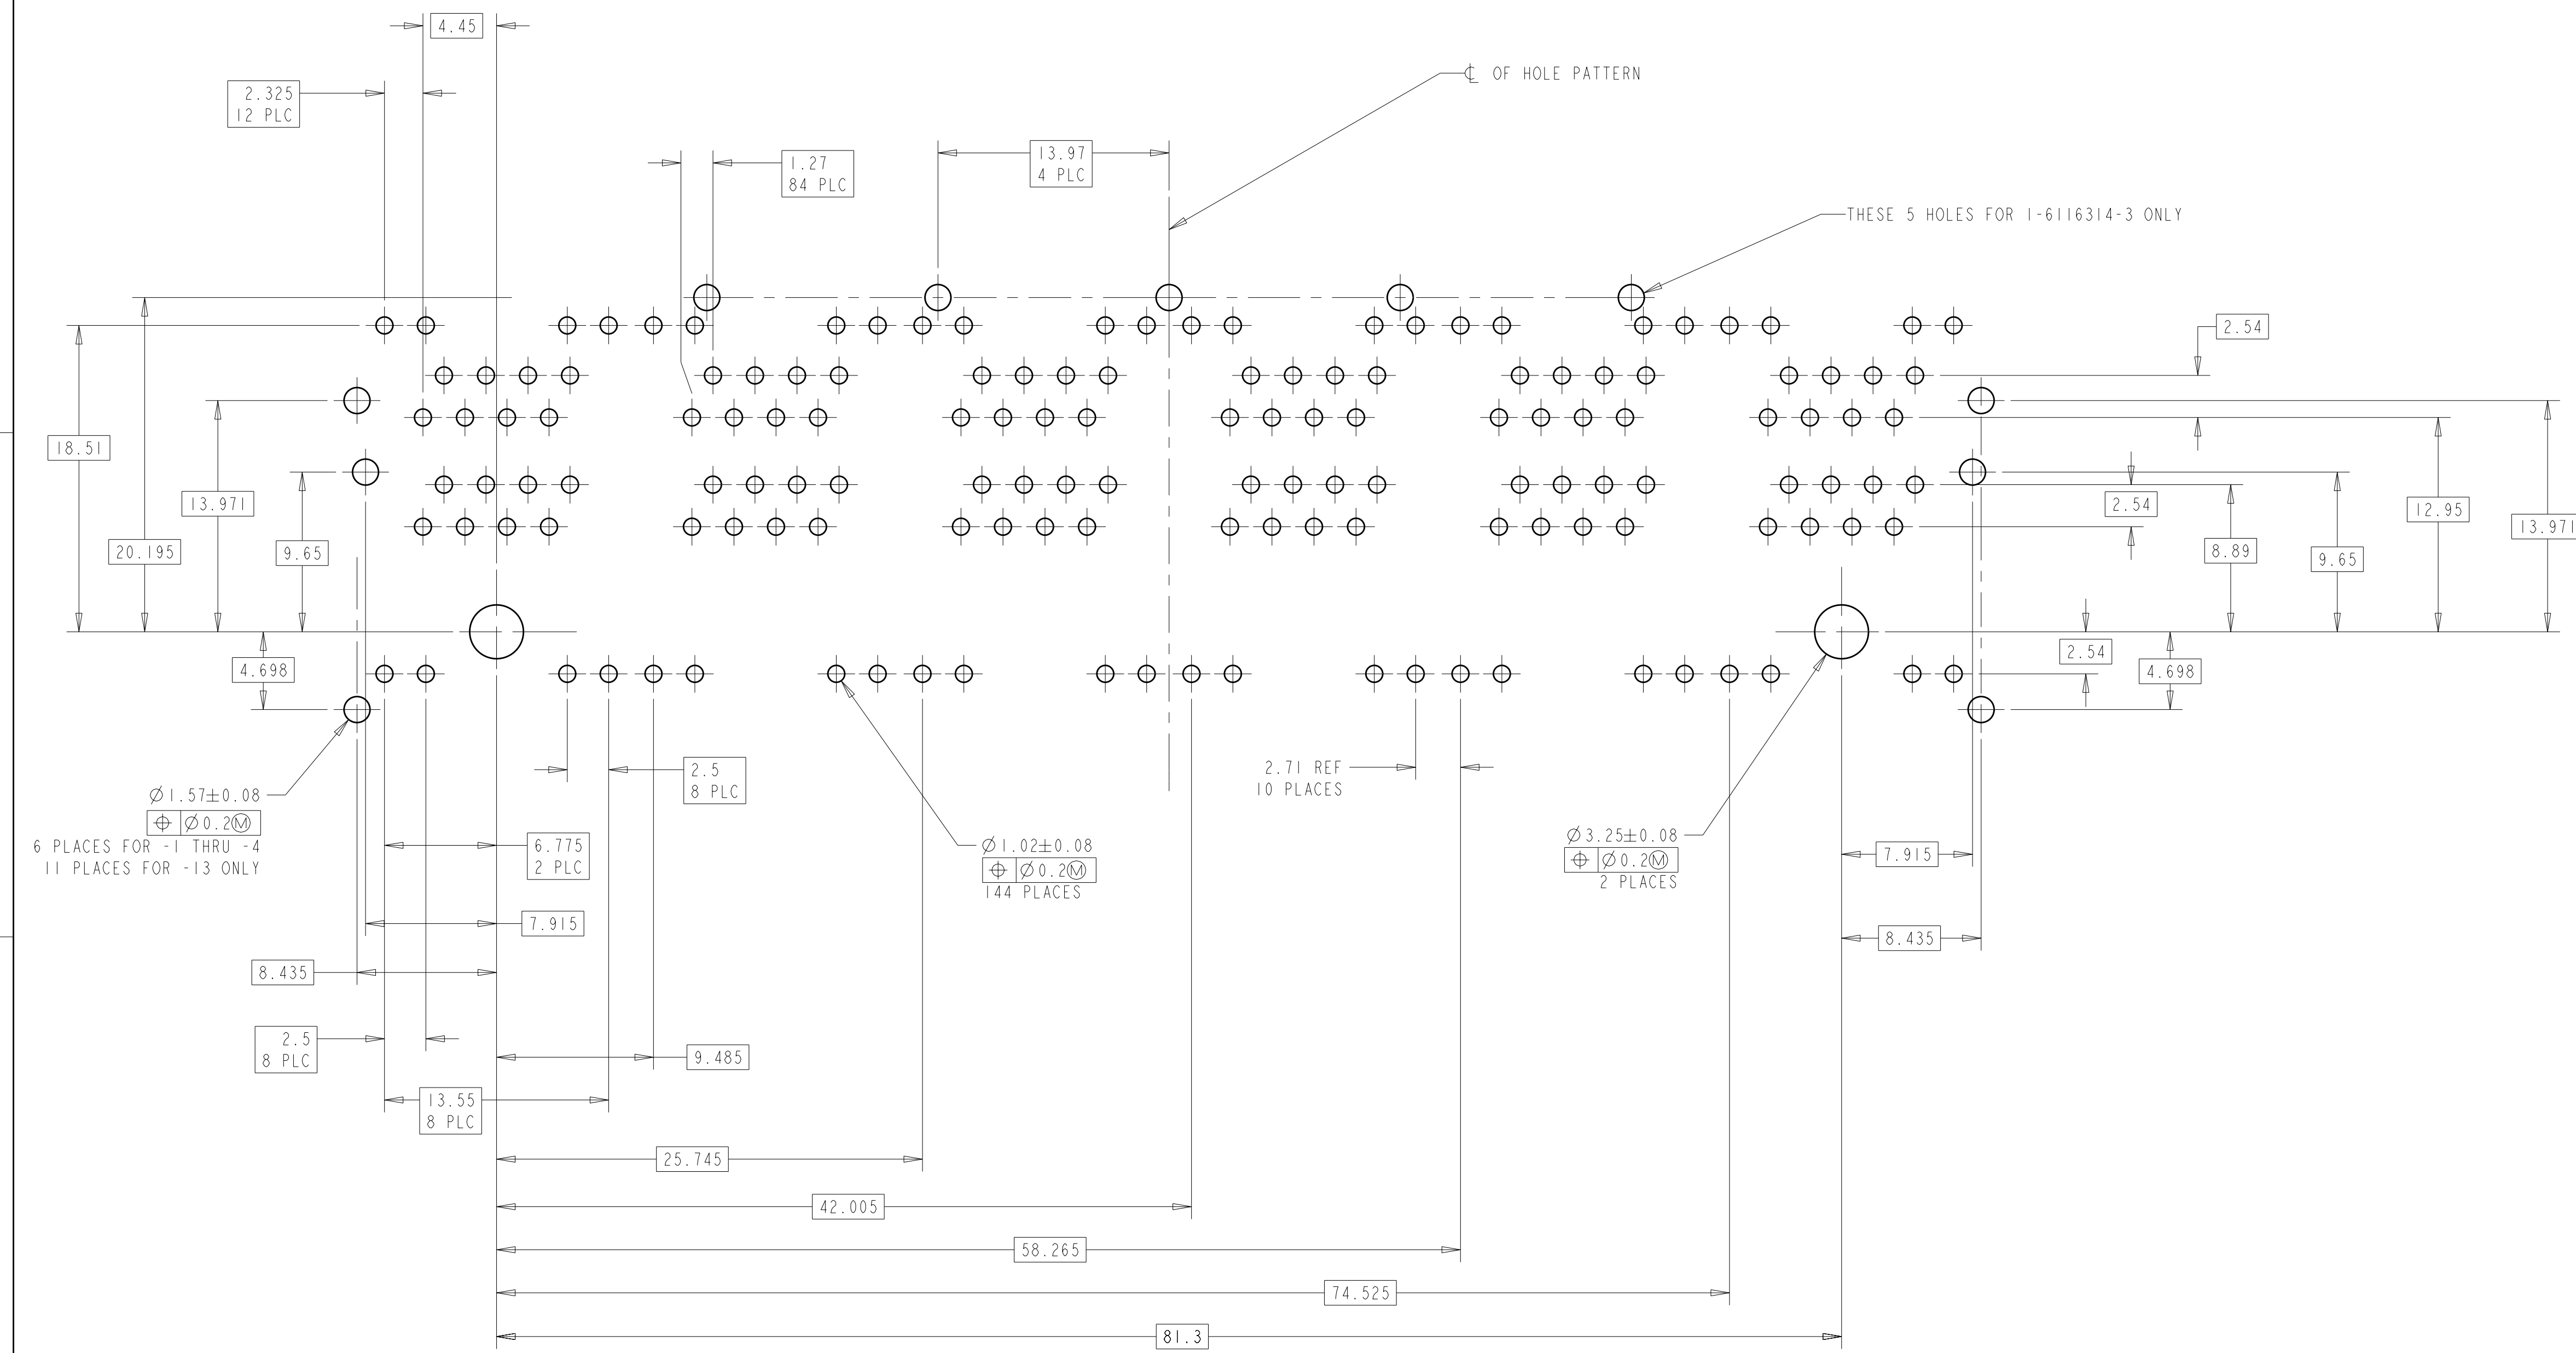 4.45
2.325
12 PLC
℄ OF HOLE PATTERN
13.97
4 PLC
1.27
84 PLC
THESE 5 HOLES FOR 1-6116314-3 ONLY
2.54
18.51
13.971
20.195
9.65
2.54
12.95
13.971
8.89
9.65
4.698
2.54
4.698
2.5
8 PLC
2.71 REF
10 PLACES
⌀1.57±0.08
⌖ ⌀0.2Ⓜ
6 PLACES FOR -1 THRU -4
11 PLACES FOR -13 ONLY
6.775
2 PLC
⌀1.02±0.08
⌖ ⌀0.2Ⓜ
144 PLACES
⌀3.25±0.08
⌖ ⌀0.2Ⓜ
2 PLACES
7.915
7.915
8.435
8.435
2.5
8 PLC
9.485
13.55
8 PLC
25.745
42.005
58.265
74.525
81.3